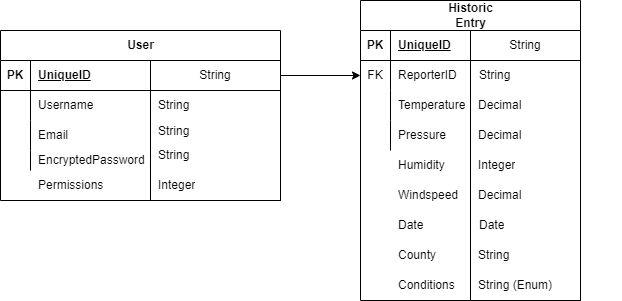 User
PK UniqueID String
Username String
Email String
EncryptedPassword String
Permissions Integer
Historic
Entry
PK UniqueID String
FK ReporterID String
Temperature Decimal
Pressure Decimal
Humidity Integer
Windspeed Decimal
Date Date
County String
Conditions String (Enum)